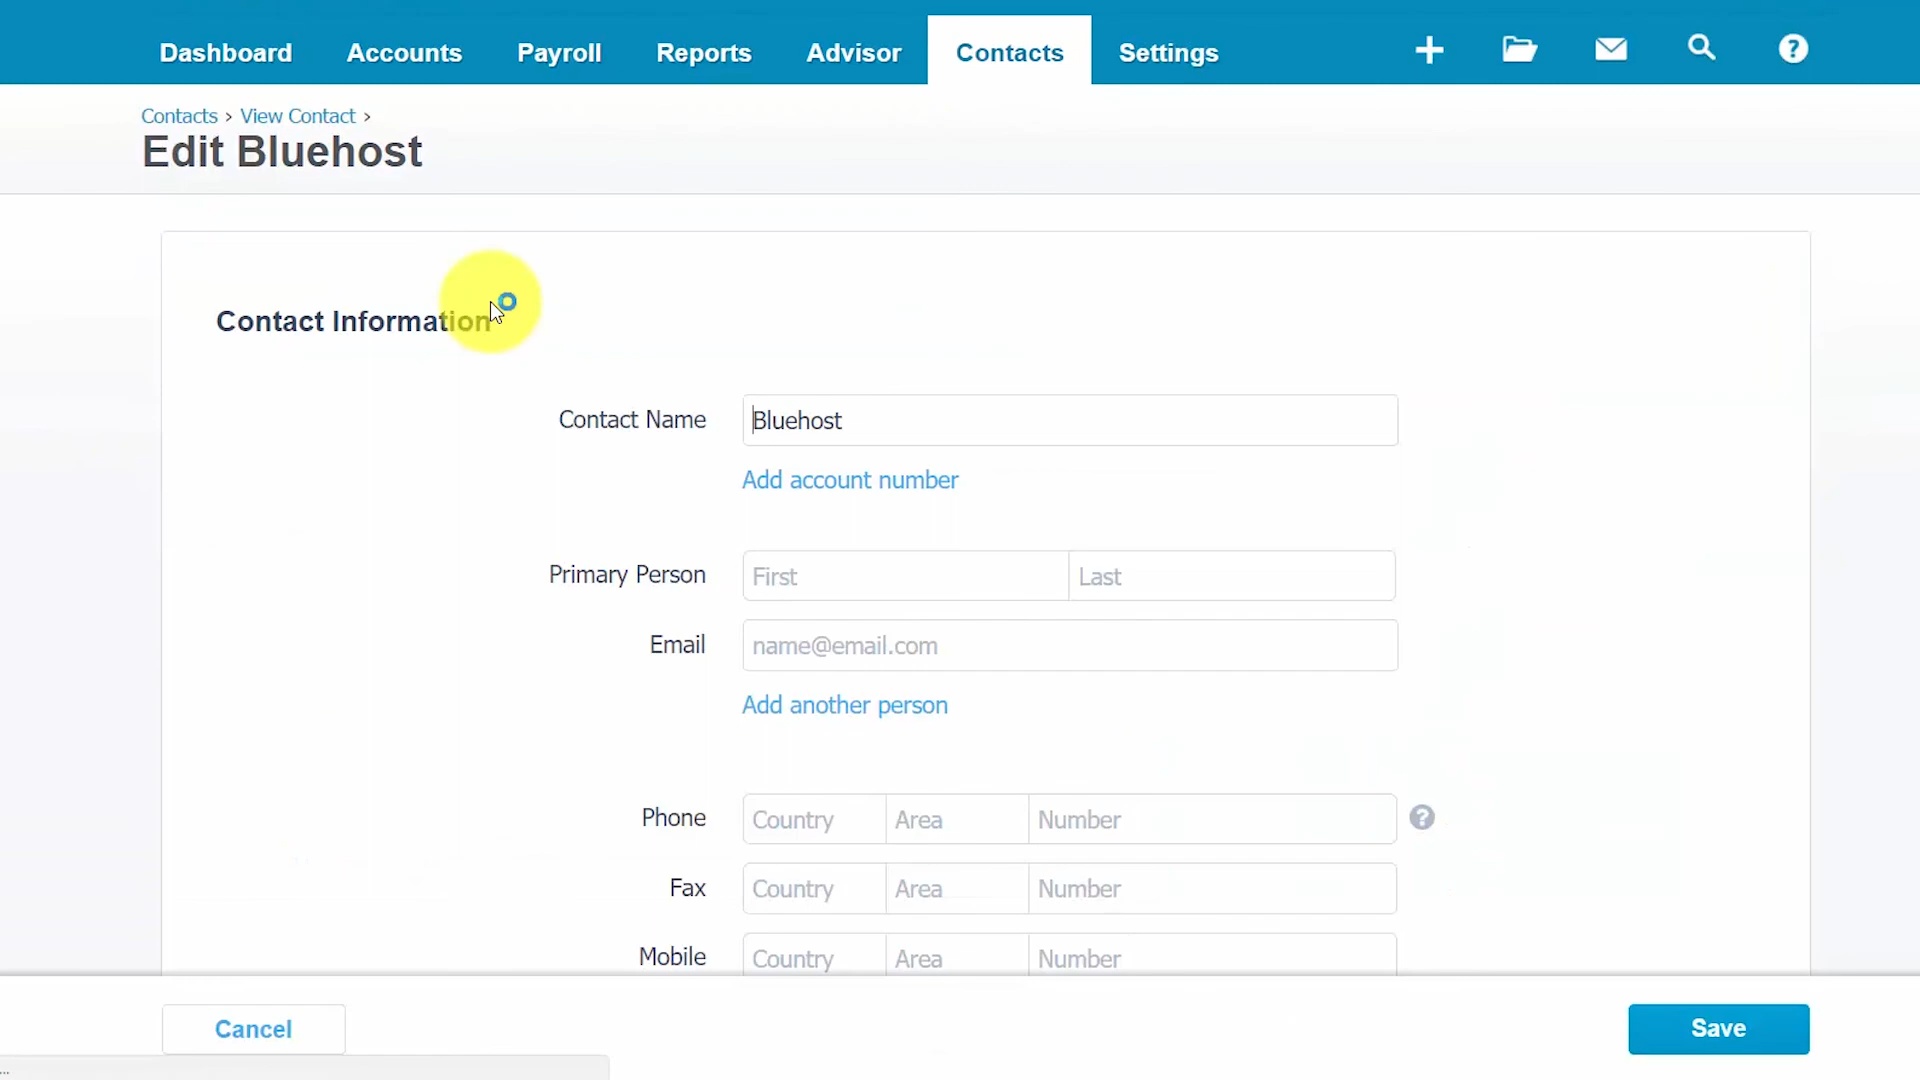 Dashboard Accounts Payroll Reports Advisor Contacts Settings ?
Contacts › View Contact ›
Edit Bluehost
Contact Information
Contact Name Bluehost
Add account number
Primary Person First Last
Email name@email.com
Add another person
Phone Country Area Number ?
Fax Country Area Number
Mobile Country Area Number
Cancel Save
...